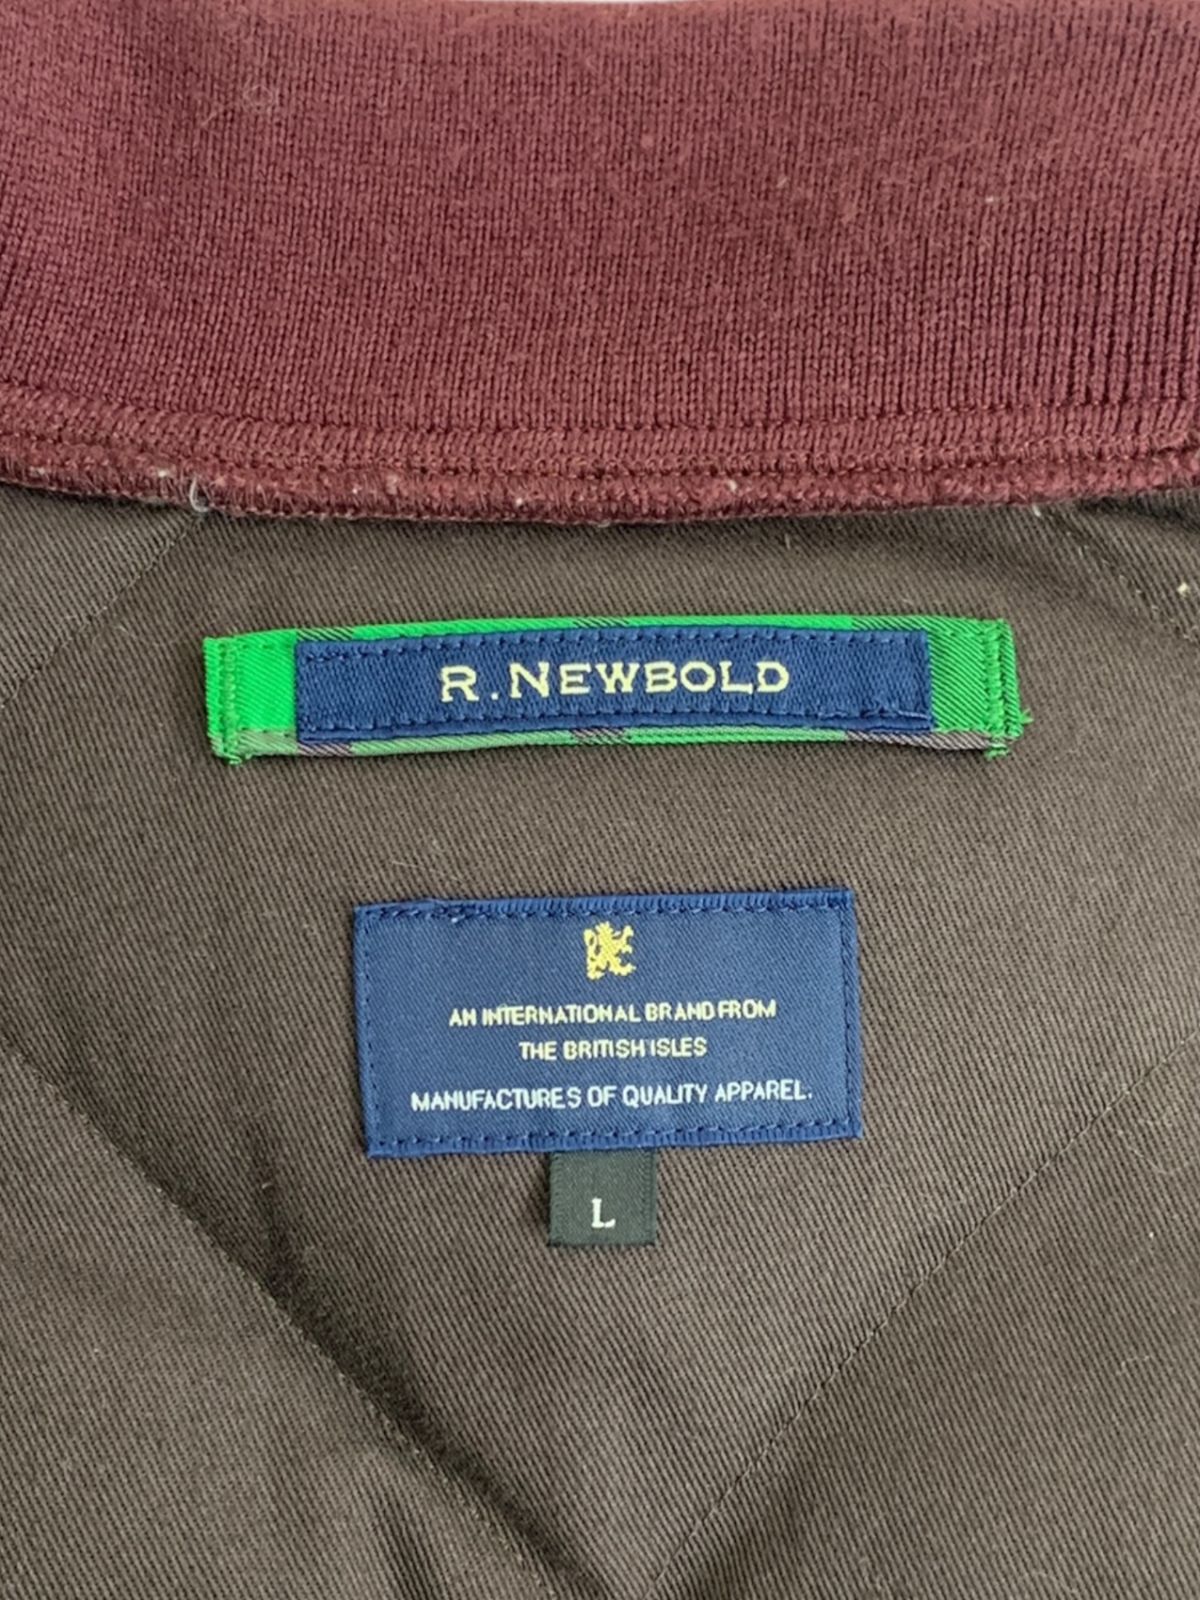 R. NEWBOLD
AN INTERNATIONAL BRAND FROM
THE BRITISH ISLES
MANUFACTURES OF QUALITY APPAREL.
L